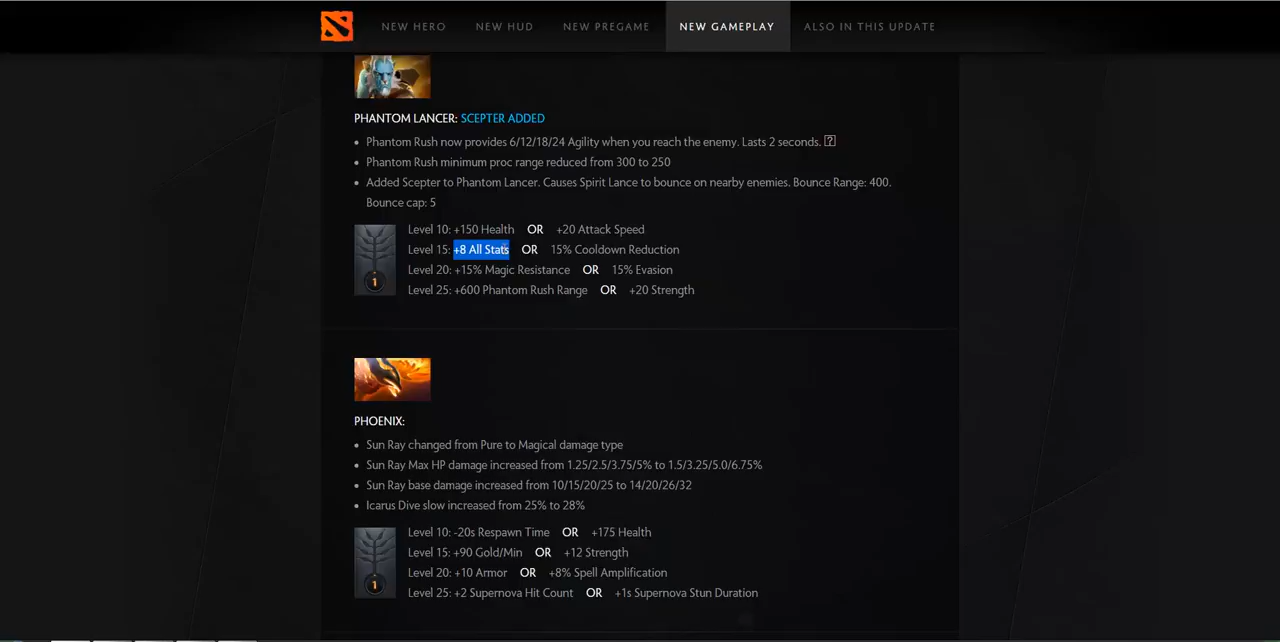 NEW HERO NEW HUD NEW PREGAME NEW GAMEPLAY ALSO IN THIS UPDATE
PHANTOM LANCER: SCEPTER ADDED
• Phantom Rush now provides 6/12/18/24 Agility when you reach the enemy. Lasts 2 seconds. ?
• Phantom Rush minimum proc range reduced from 300 to 250
• Added Scepter to Phantom Lancer. Causes Spirit Lance to bounce on nearby enemies. Bounce Range: 400.
Bounce cap: 5
Level 10: +150 Health OR +20 Attack Speed
Level 15: +8 All Stats OR 15% Cooldown Reduction
Level 20: +15% Magic Resistance OR 15% Evasion
1 Level 25: +600 Phantom Rush Range OR +20 Strength
PHOENIX:
• Sun Ray changed from Pure to Magical damage type
• Sun Ray Max HP damage increased from 1.25/2.5/3.75/5% to 1.5/3.25/5.0/6.75%
• Sun Ray base damage increased from 10/15/20/25 to 14/20/26/32
• Icarus Dive slow increased from 25% to 28%
Level 10: -20s Respawn Time OR +175 Health
Level 15: +90 Gold/Min OR +12 Strength
Level 20: +10 Armor OR +8% Spell Amplification
1 Level 25: +2 Supernova Hit Count OR +1s Supernova Stun Duration